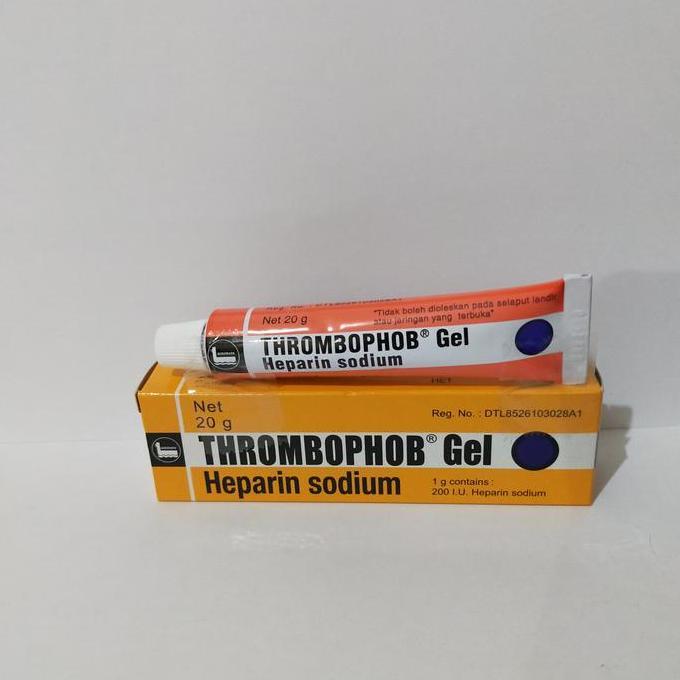 Net 20 g
"Tidak boleh dioleskan pada selaput lendir
atau jaringan yang terbuka"
THROMBOPHOB® Gel
Heparin sodium
HET
Net
20 g
Reg. No. : DTL8526103028A1
THROMBOPHOB® Gel
Heparin sodium
1 g contains :
200 I.U. Heparin sodium